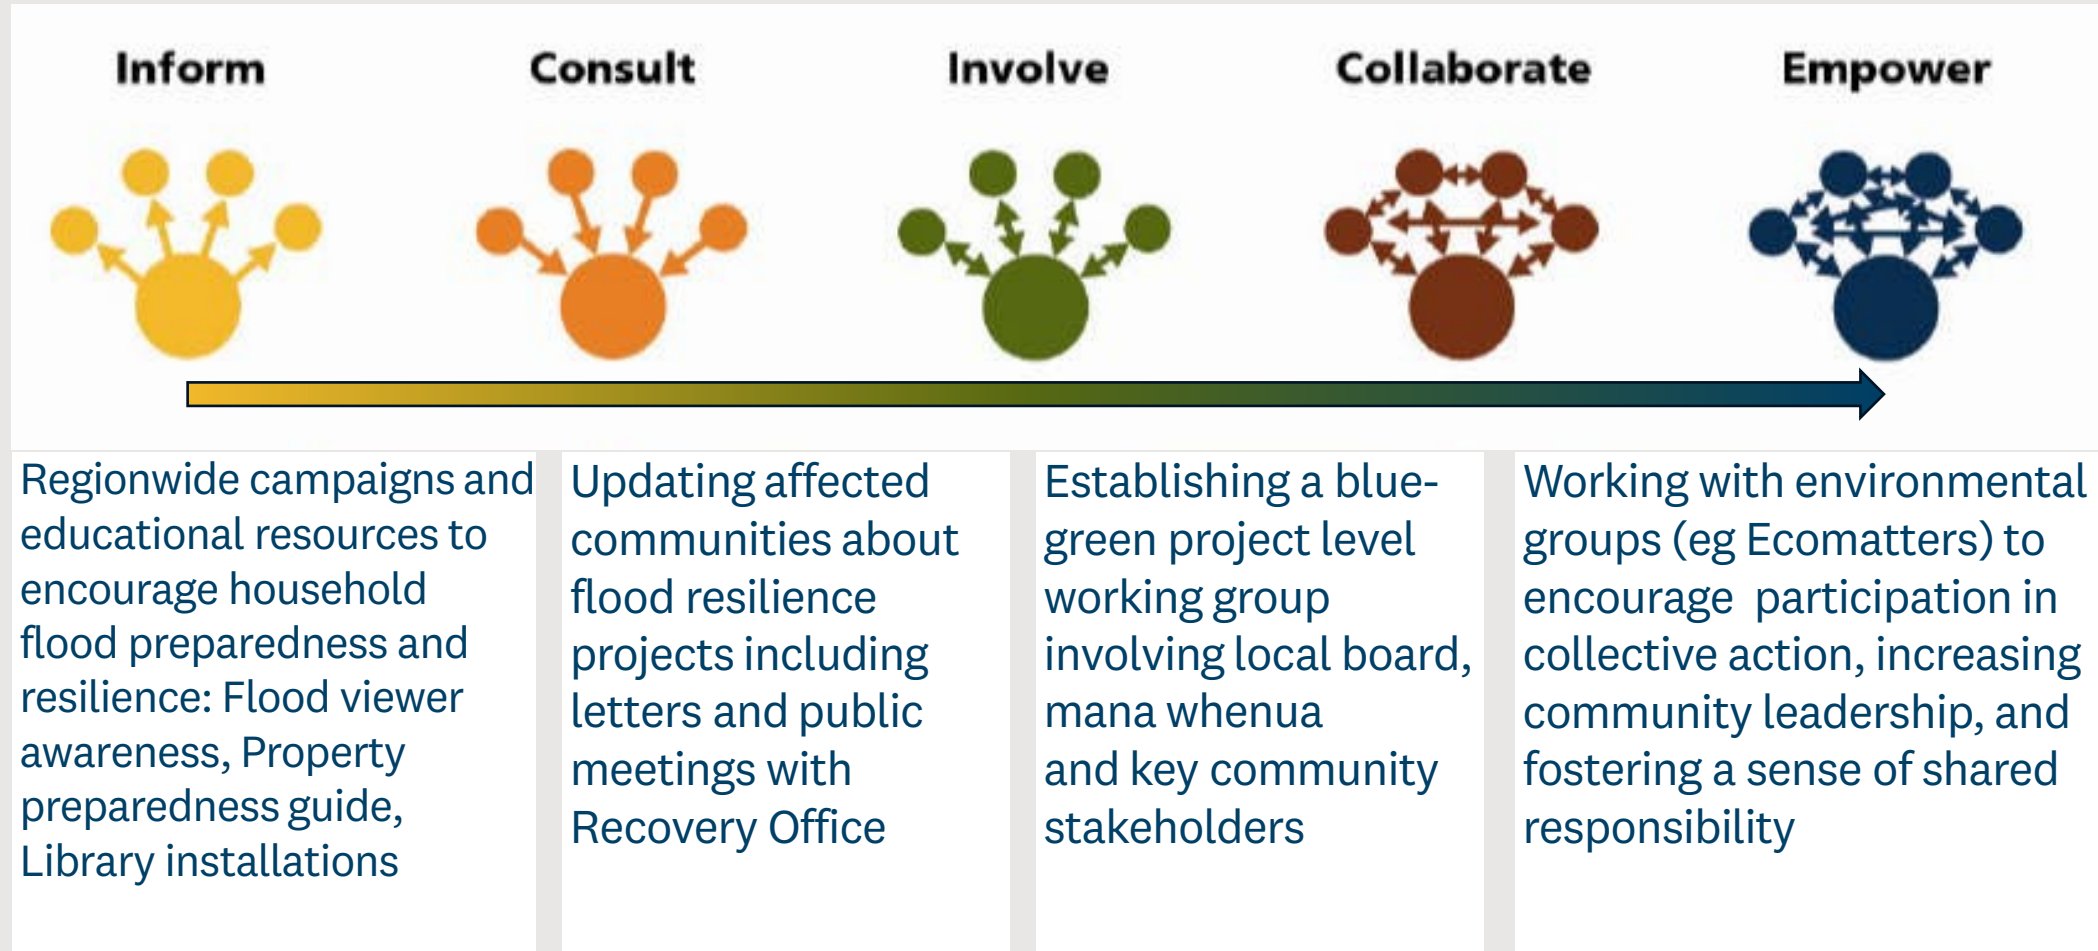 Inform
Consult
Involve
Collaborate
Empower
Regionwide campaigns and
educational resources to
encourage household
flood preparedness and
resilience: Flood viewer
awareness, Property
preparedness guide,
Library installations
Updating affected
communities about
flood resilience
projects including
letters and public
meetings with
Recovery Office
Establishing a blue-
green project level
working group
involving local board,
mana whenua
and key community
stakeholders
Working with environmental
groups (eg Ecomatters) to
encourage  participation in
collective action, increasing
community leadership, and
fostering a sense of shared
responsibility